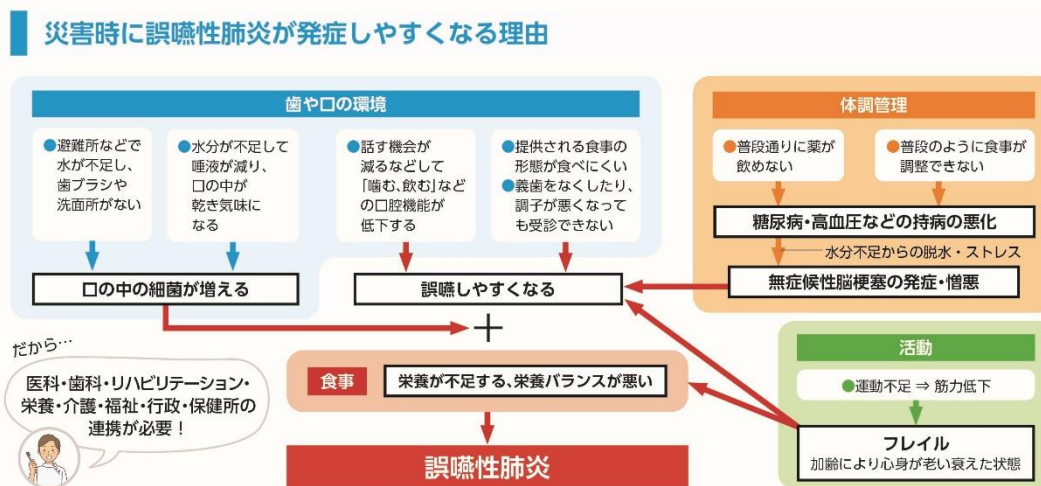 災害時に誤嚥性肺炎が発症しやすくなる理由
歯や口の環境
●避難所などで
水が不足し、
歯ブラシや
洗面所がない
●水分が不足して
唾液が減り、
口の中が
乾き気味に
なる
●話す機会が
減るなどして
「噛む、飲む」など
の口腔機能が
低下する
●提供される食事の
形態が食べにくい
●義歯をなくしたり、
調子が悪くなって
も受診できない
口の中の細菌が増える
誤嚥しやすくなる
体調管理
●普段通りに薬が
飲めない
●普段のように食事が
調整できない
糖尿病・高血圧などの持病の悪化
水分不足からの脱水・ストレス
無症候性脳梗塞の発症・憎悪
+
食事
栄養が不足する、栄養バランスが悪い
活動
●運動不足 ⇒ 筋力低下
フレイル
加齢により心身が老い衰えた状態
誤嚥性肺炎
だから…
医科・歯科・リハビリテーション・
栄養・介護・福祉・行政・保健所の
連携が必要！